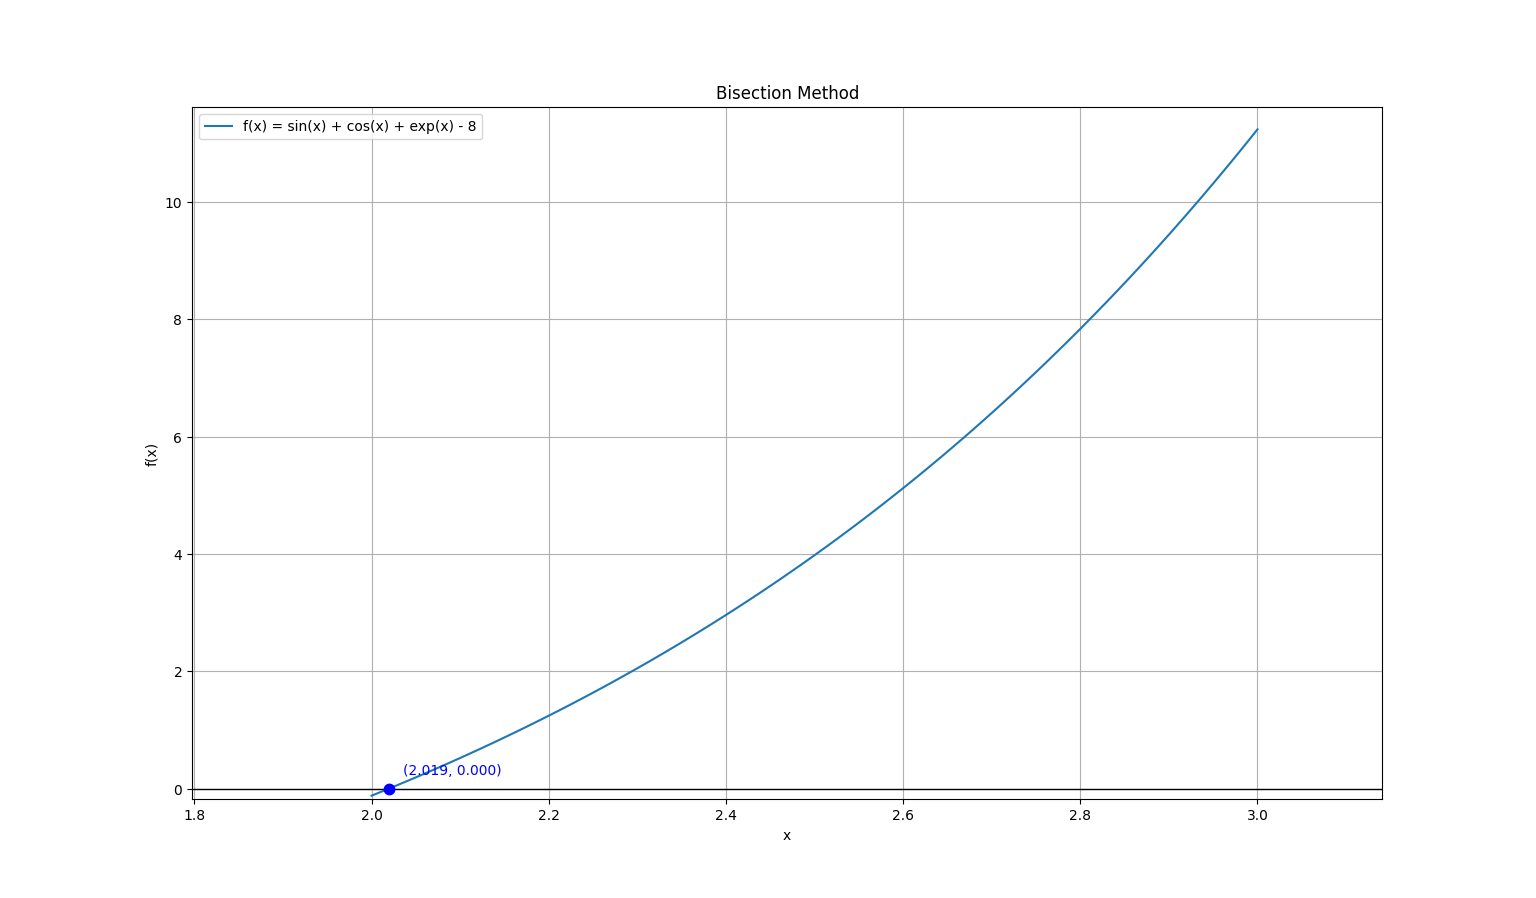 Bisection Method
f(x) = sin(x) + cos(x) + exp(x) - 8
10
8
6
4
2
0
f(x)
(2.019, 0.000)
1.8 2.0 2.2 2.4 2.6 2.8 3.0
x